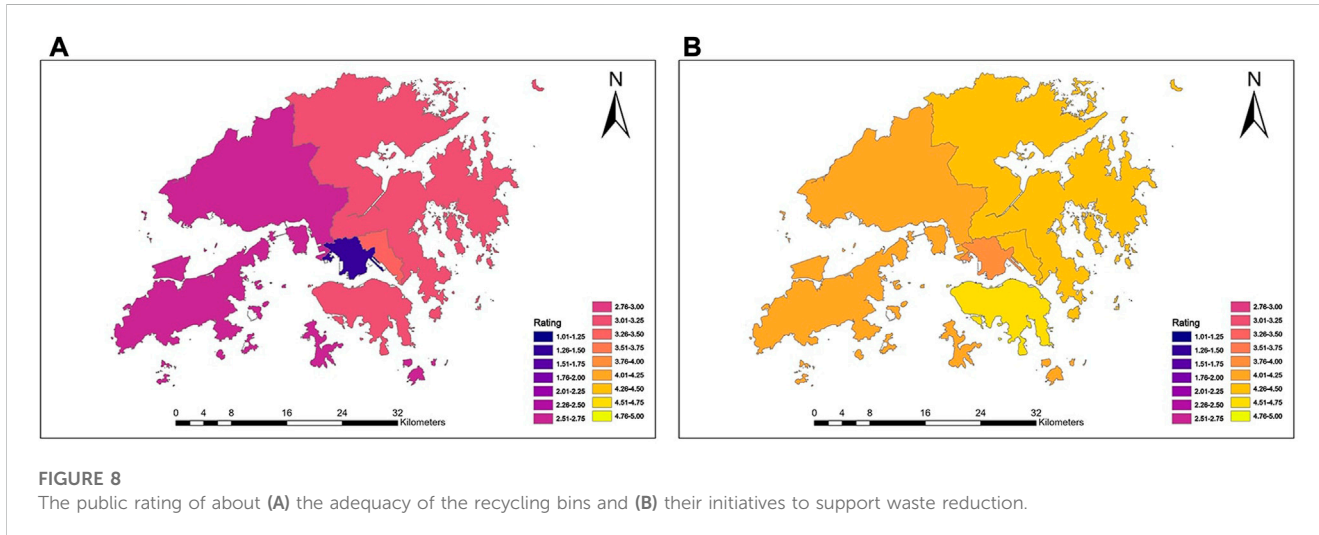 A
N
Rating
1.01-1.25
1.26-1.50
1.51-1.75
1.76-2.00
2.01-2.25
2.26-2.50
2.51-2.75
2.76-3.00
3.01-3.25
3.26-3.50
3.51-3.75
3.76-4.00
4.01-4.25
4.26-4.50
4.51-4.75
4.76-5.00
0 4 8 16 24 32
Kilometers
B
N
Rating
1.01-1.25
1.26-1.50
1.51-1.75
1.76-2.00
2.01-2.25
2.26-2.50
2.51-2.75
2.76-3.00
3.01-3.25
3.26-3.50
3.51-3.75
3.76-4.00
4.01-4.25
4.26-4.50
4.51-4.75
4.76-5.00
0 4 8 16 24 32
Kilometers
FIGURE 8
The public rating of about (A) the adequacy of the recycling bins and (B) their initiatives to support waste reduction.